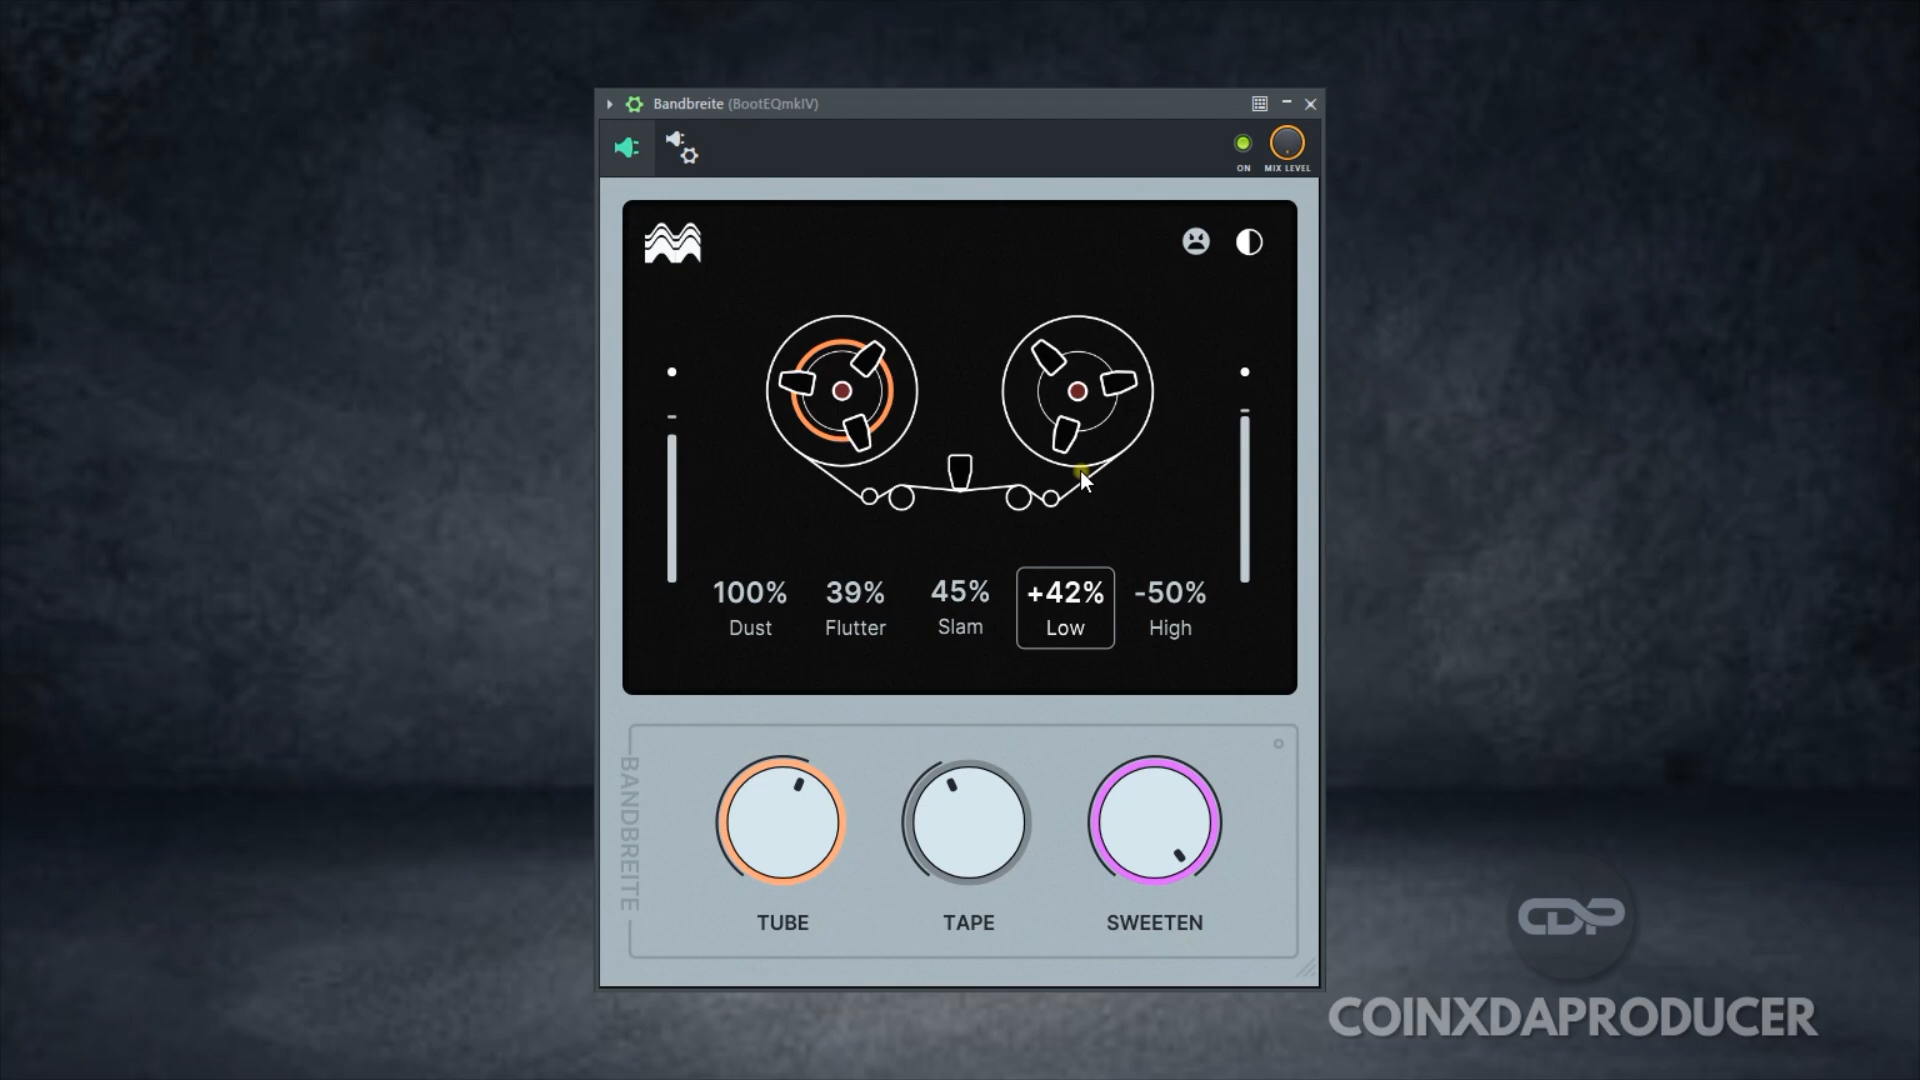 Bandbreite (BootEQmkIV)
ON
MIX LEVEL
100% 39% 45% +42% -50%
Dust Flutter Slam Low High
BANDBREITE
TUBE TAPE SWEETEN
CDP
COINXDAPRODUCER